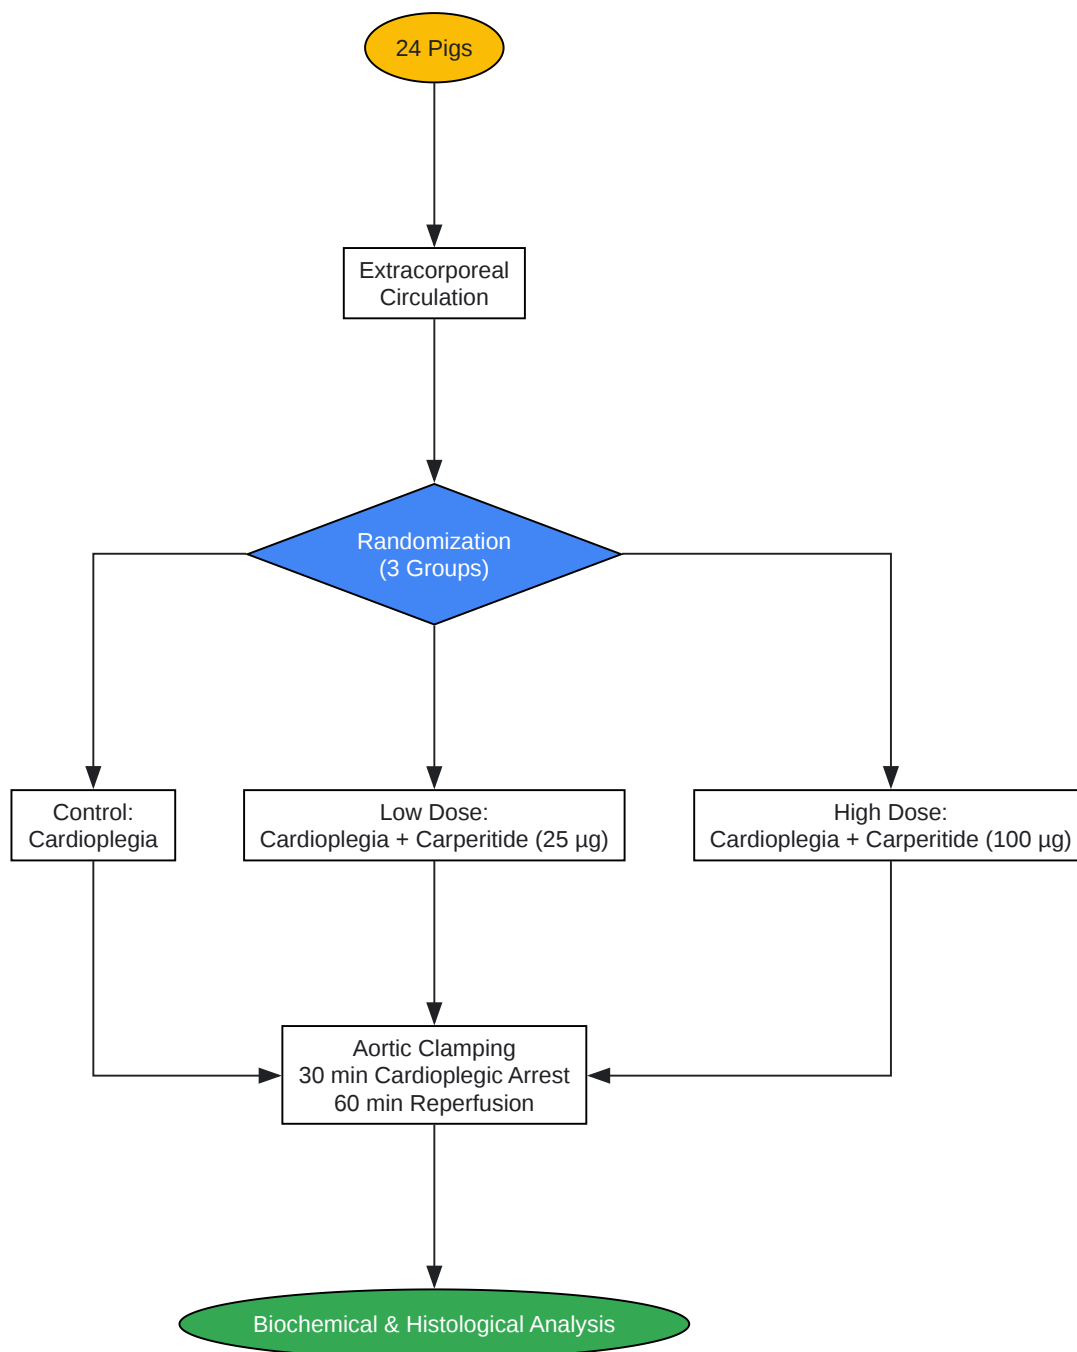 24 Pigs
Extracorporeal
Circulation
Randomization
(3 Groups)
Control:
Cardioplegia
Low Dose:
Cardioplegia + Carperitide (25 µg)
High Dose:
Cardioplegia + Carperitide (100 µg)
Aortic Clamping
30 min Cardioplegic Arrest
60 min Reperfusion
Biochemical & Histological Analysis